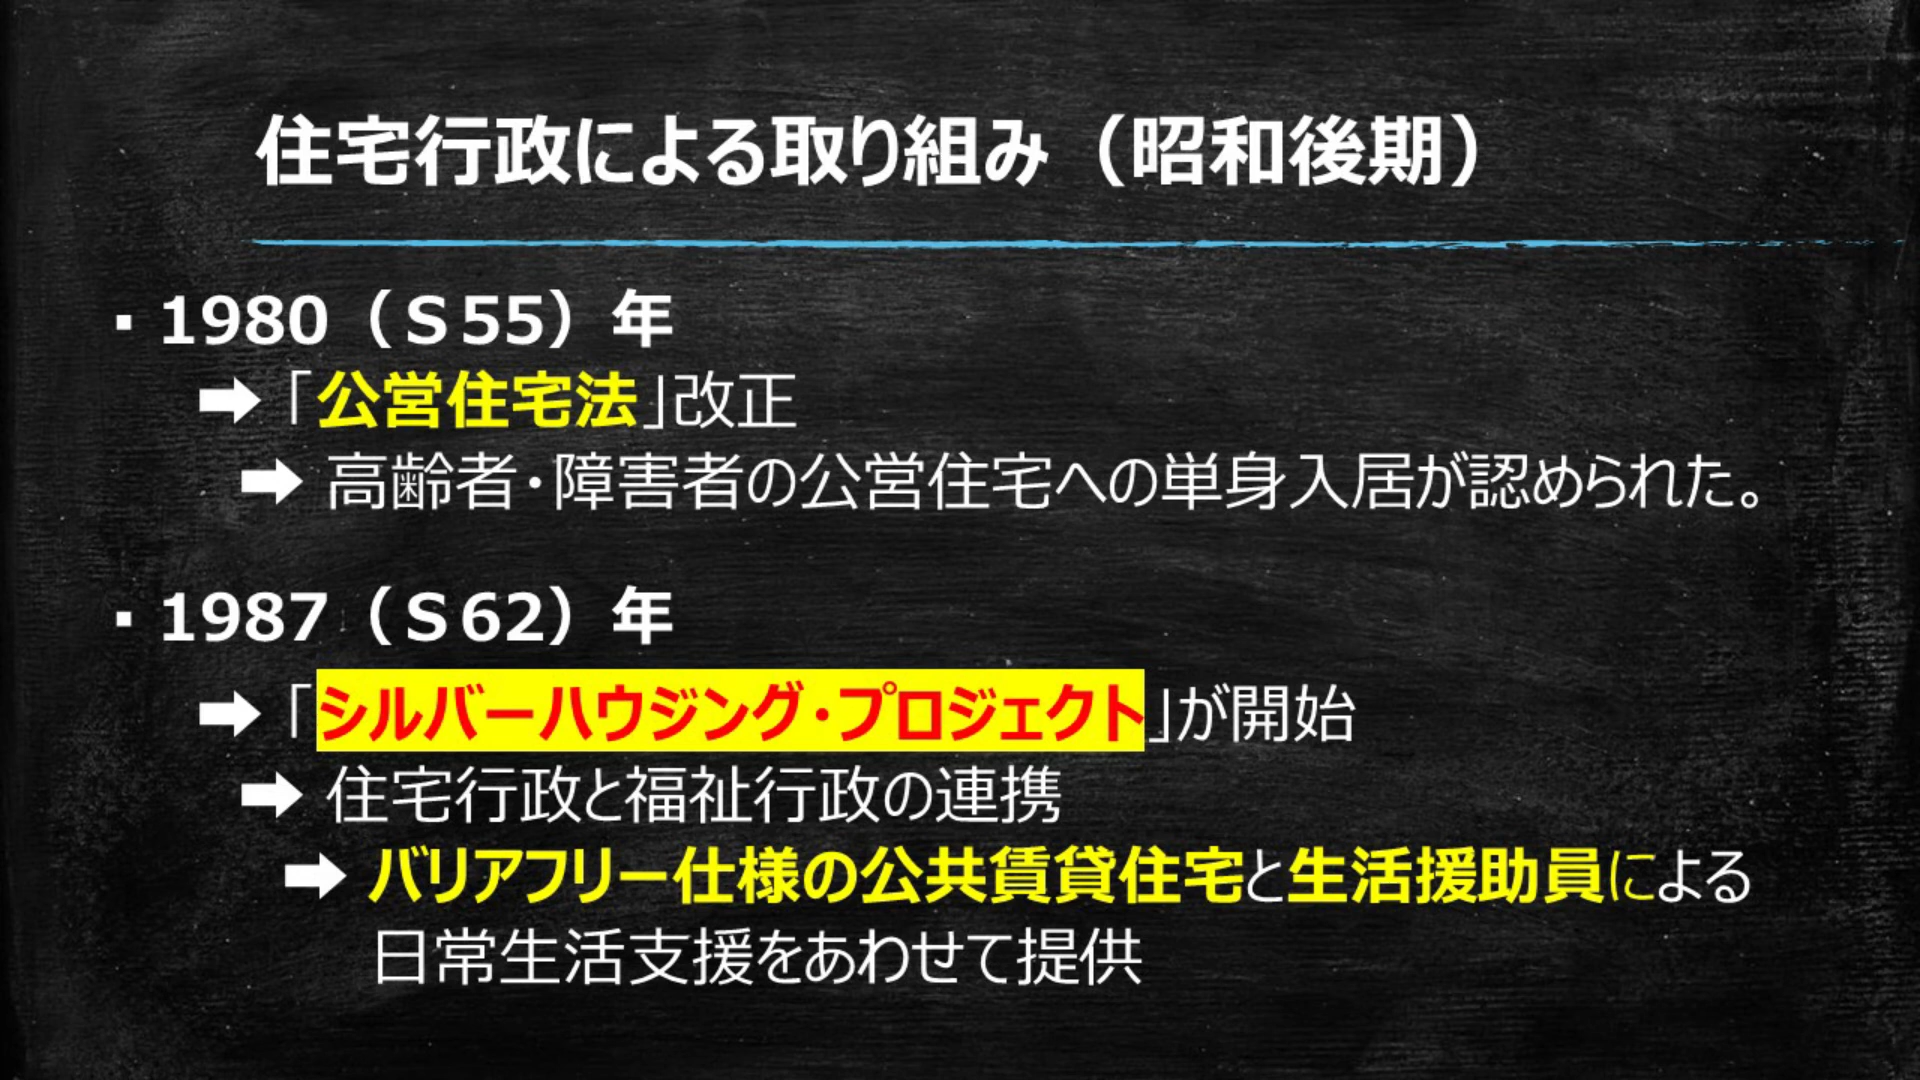 住宅行政による取り組み（昭和後期）
▪ 1980（Ｓ55）年
➡「公営住宅法」改正
➡ 高齢者・障害者の公営住宅への単身入居が認められた。
▪ 1987（Ｓ62）年
➡「シルバーハウジング・プロジェクト」が開始
➡ 住宅行政と福祉行政の連携
➡ バリアフリー仕様の公共賃貸住宅と生活援助員による
日常生活支援をあわせて提供